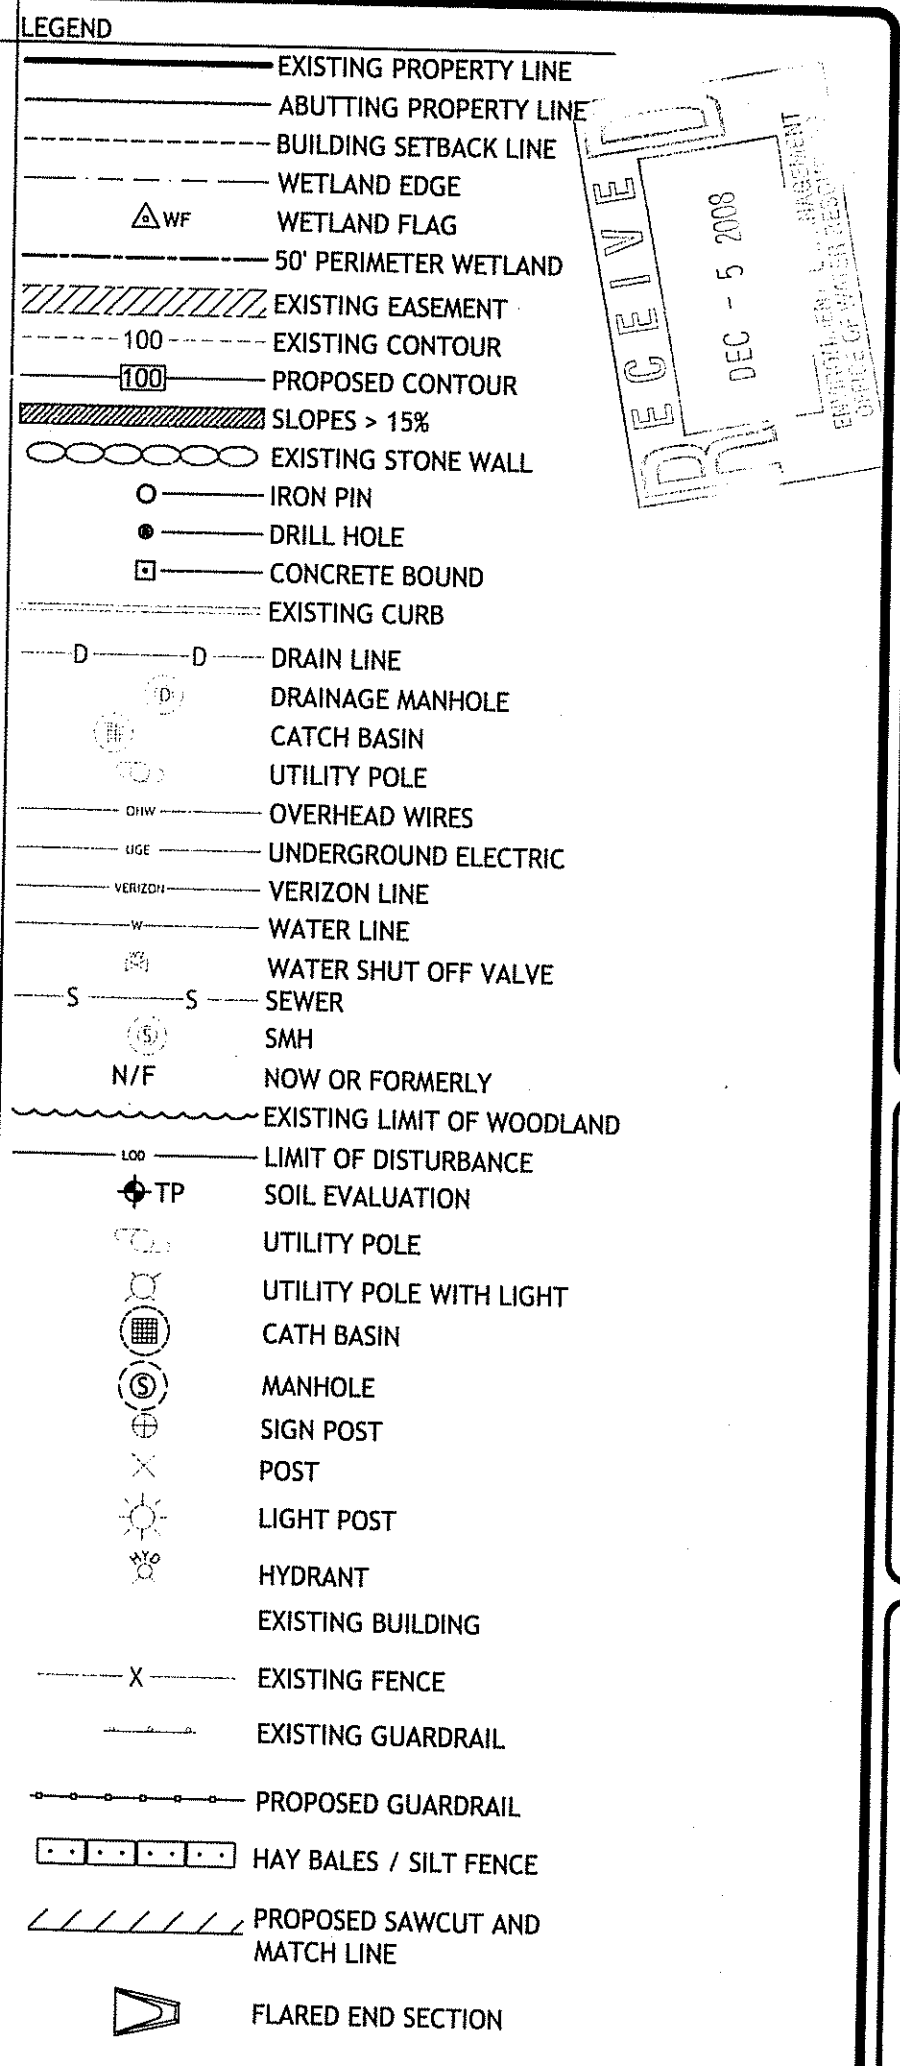 LEGEND
EXISTING PROPERTY LINE
ABUTTING PROPERTY LINE
BUILDING SETBACK LINE
WETLAND EDGE
WF WETLAND FLAG
50' PERIMETER WETLAND
EXISTING EASEMENT
100 EXISTING CONTOUR
100 PROPOSED CONTOUR
SLOPES > 15%
EXISTING STONE WALL
IRON PIN
DRILL HOLE
CONCRETE BOUND
EXISTING CURB
D D DRAIN LINE
D DRAINAGE MANHOLE
CATCH BASIN
UTILITY POLE
OHW OVERHEAD WIRES
UGE UNDERGROUND ELECTRIC
VERIZON VERIZON LINE
W WATER LINE
WATER SHUT OFF VALVE
S S SEWER
S SMH
N/F NOW OR FORMERLY
EXISTING LIMIT OF WOODLAND
LOD LIMIT OF DISTURBANCE
TP SOIL EVALUATION
UTILITY POLE
UTILITY POLE WITH LIGHT
CATH BASIN
S MANHOLE
SIGN POST
POST
LIGHT POST
HYD HYDRANT
EXISTING BUILDING
X EXISTING FENCE
EXISTING GUARDRAIL
PROPOSED GUARDRAIL
HAY BALES / SILT FENCE
PROPOSED SAWCUT AND
MATCH LINE
FLARED END SECTION
RECEIVED
DEC - 5 2008
OFFICE OF WATER